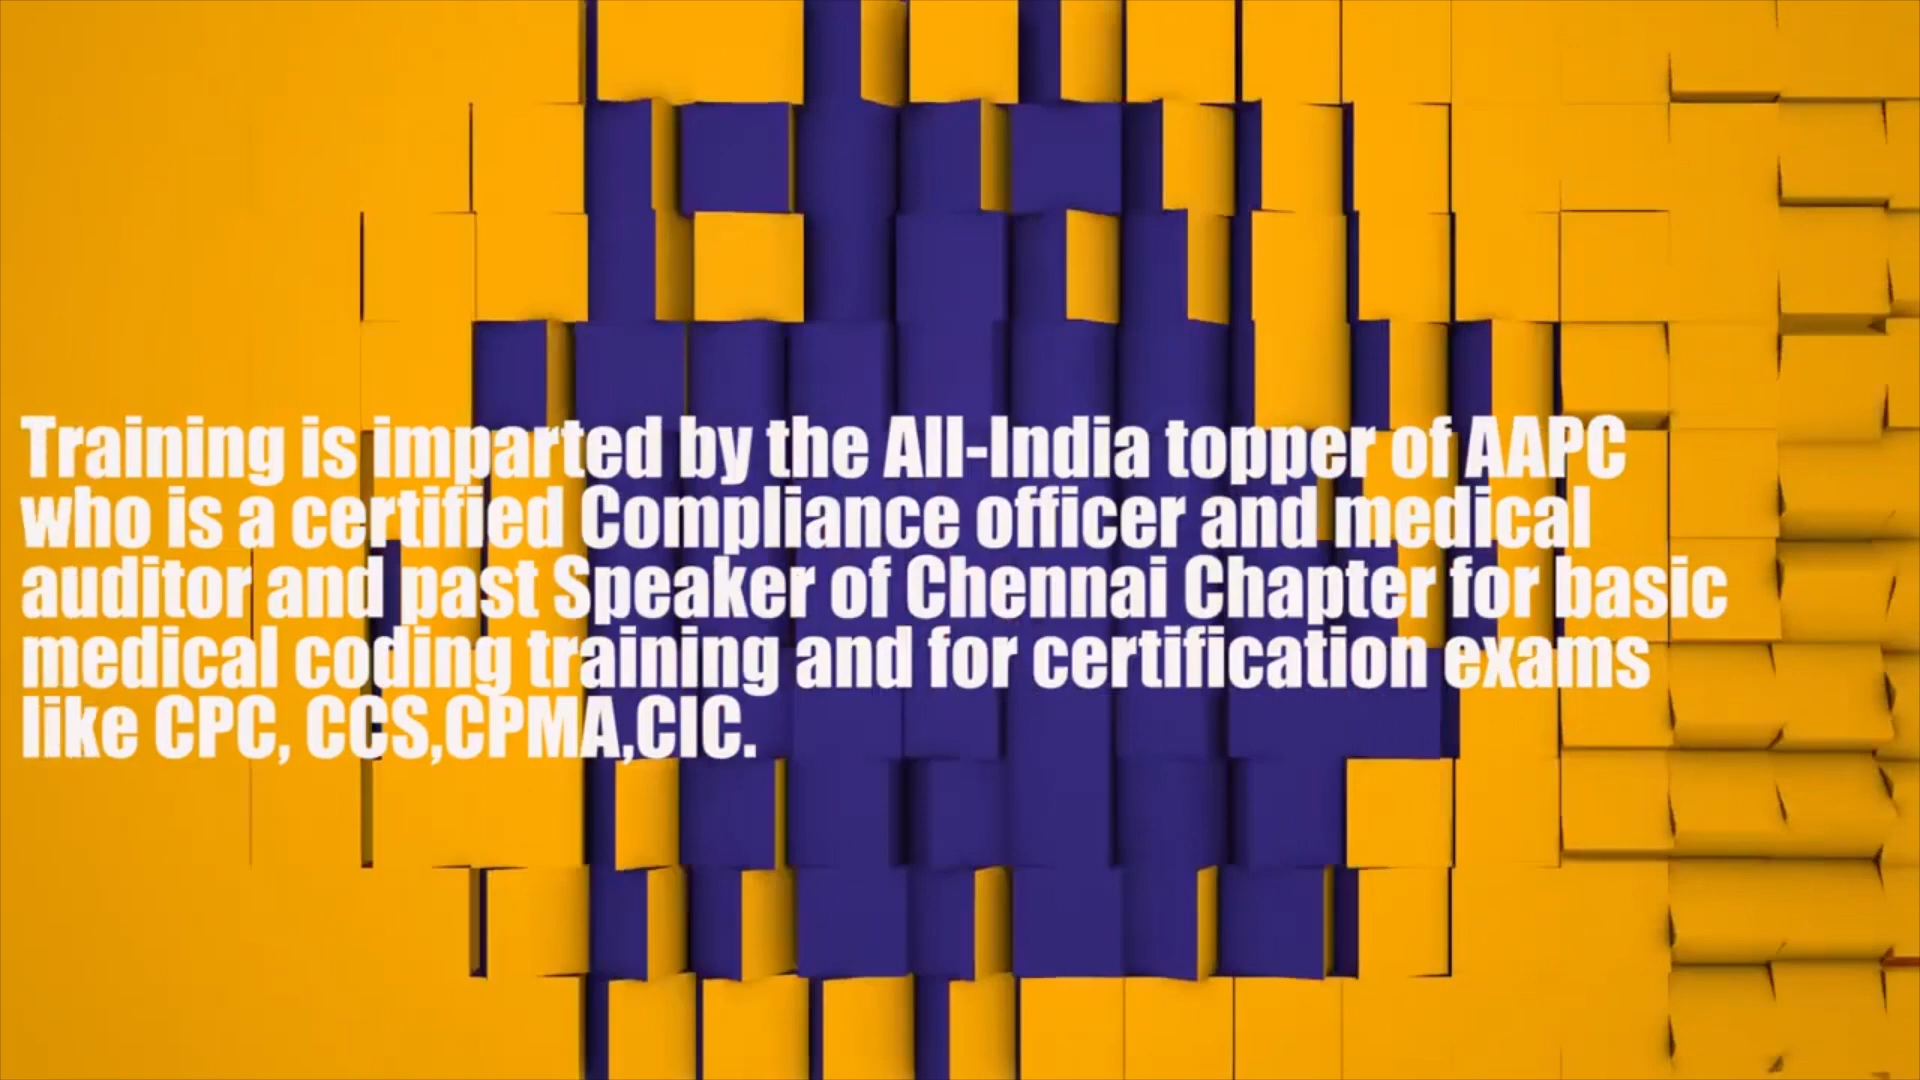 Training is imparted by the All-India topper of AAPC
who is a certified Compliance officer and medical
auditor and past Speaker of Chennai Chapter for basic
medical coding training and for certification exams
like CPC, CCS,CPMA,CIC.